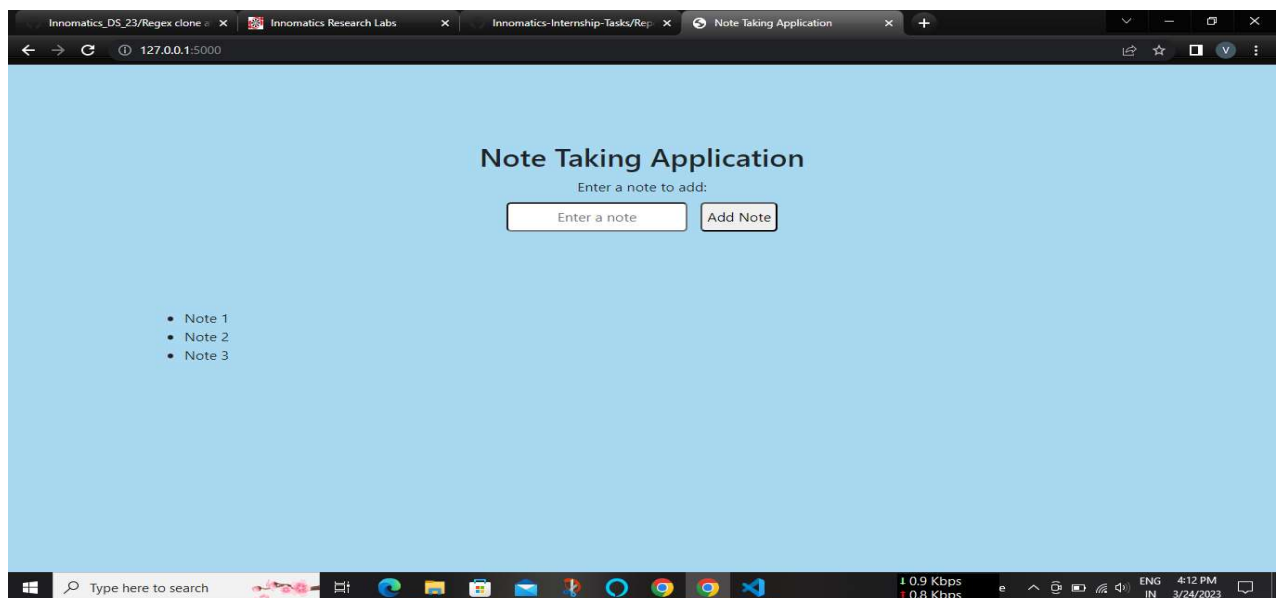 Innomatics_DS_23/Regex clone a
Innomatics Research Labs
Innomatics-Internship-Tasks/Rep
Note Taking Application
127.0.0.1:5000
V
Note Taking Application
Enter a note to add:
Enter a note
Add Note
Note 1
Note 2
Note 3
Type here to search
0.9 Kbps
0.8 Kbps
e
ENG
IN
4:12 PM
3/24/2023